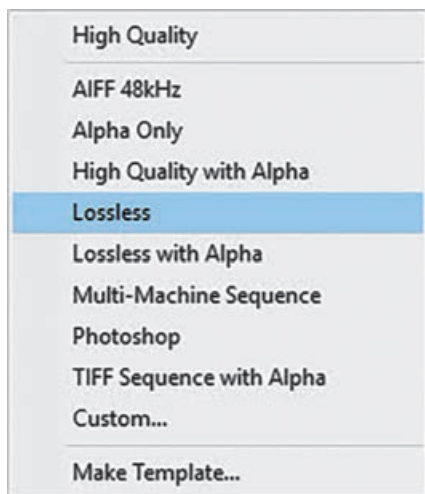 High Quality
AIFF 48kHz
Alpha Only
High Quality with Alpha
Lossless
Lossless with Alpha
Multi-Machine Sequence
Photoshop
TIFF Sequence with Alpha
Custom...
Make Template...